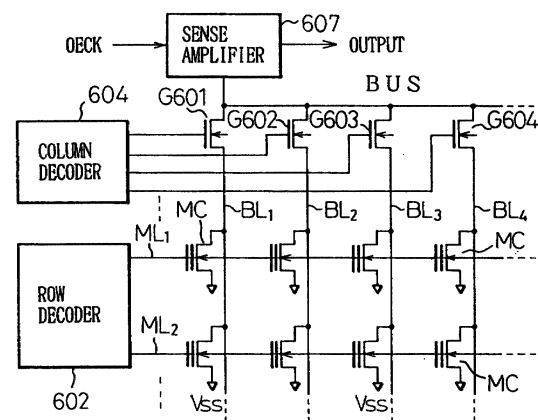 607
OECK
SENSE
AMPLIFIER
OUTPUT
BUS
604
G601
G602
G603
G604
COLUMN
DECODER
MC
BL1
BL2
BL3
BL4
ML1
MC
ROW
DECODER
ML2
MC
602
VSS